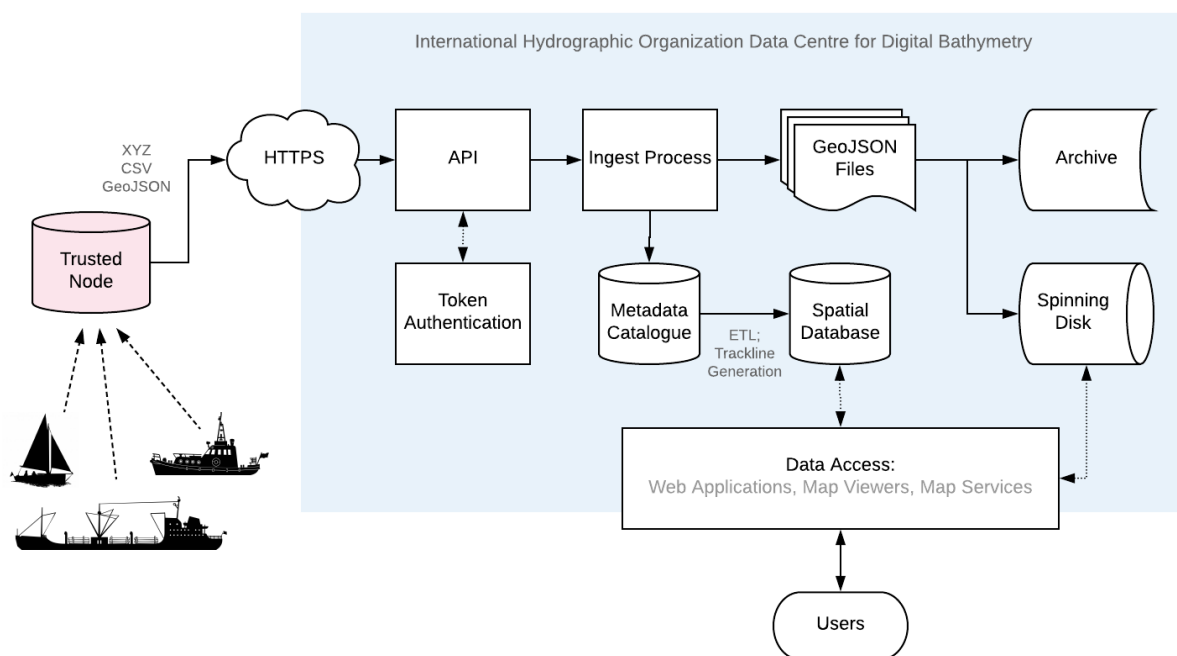 International Hydrographic Organization Data Centre for Digital Bathymetry
XYZ
CSV
GeoJSON
HTTPS
API
Ingest Process
GeoJSON
Files
Archive
Trusted
Node
Token
Authentication
Metadata
Catalogue
ETL;
Trackline
Generation
Spatial
Database
Spinning
Disk
Data Access:
Web Applications, Map Viewers, Map Services
Users